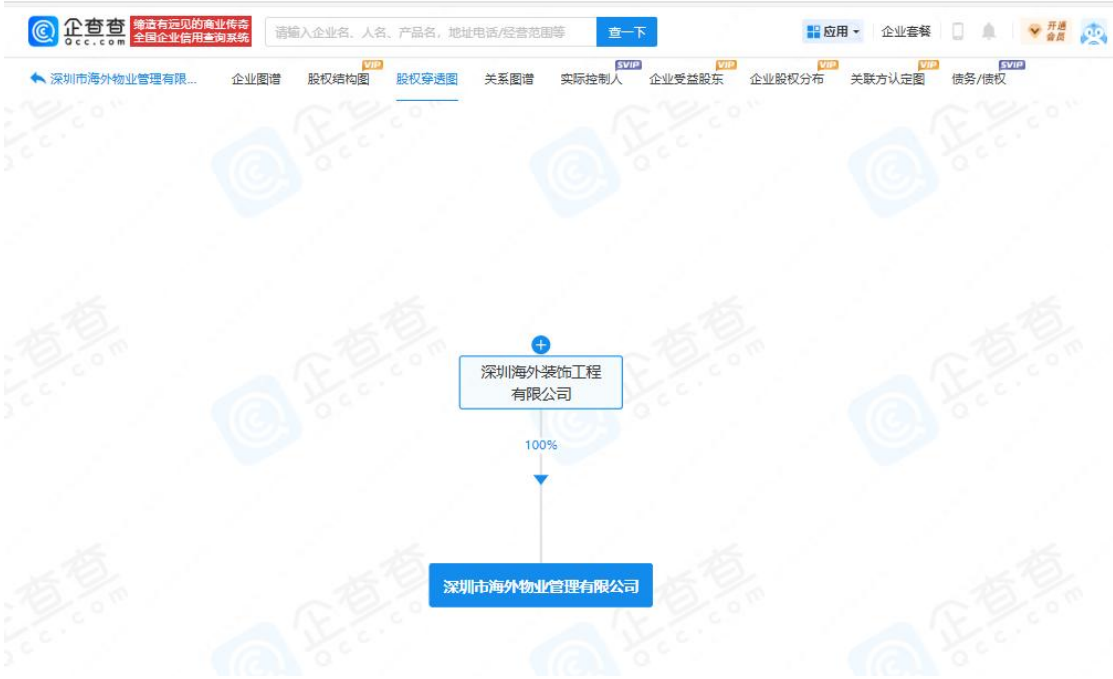 企查查
Qcc.com
缔造有远见的商业传奇
全国企业信用查询系统
请输入企业名、人名、产品名，地址电话/经营范围等
查一下
应用
企业套餐
开通
会员
深圳市海外物业管理有限...
企业图谱
VIP
股权结构图
股权穿透图
关系图谱
SVIP
实际控制人
VIP
企业受益股东
VIP
企业股权分布
VIP
关联方认定图
SVIP
债务/债权
深圳海外装饰工程
有限公司
100%
深圳市海外物业管理有限公司